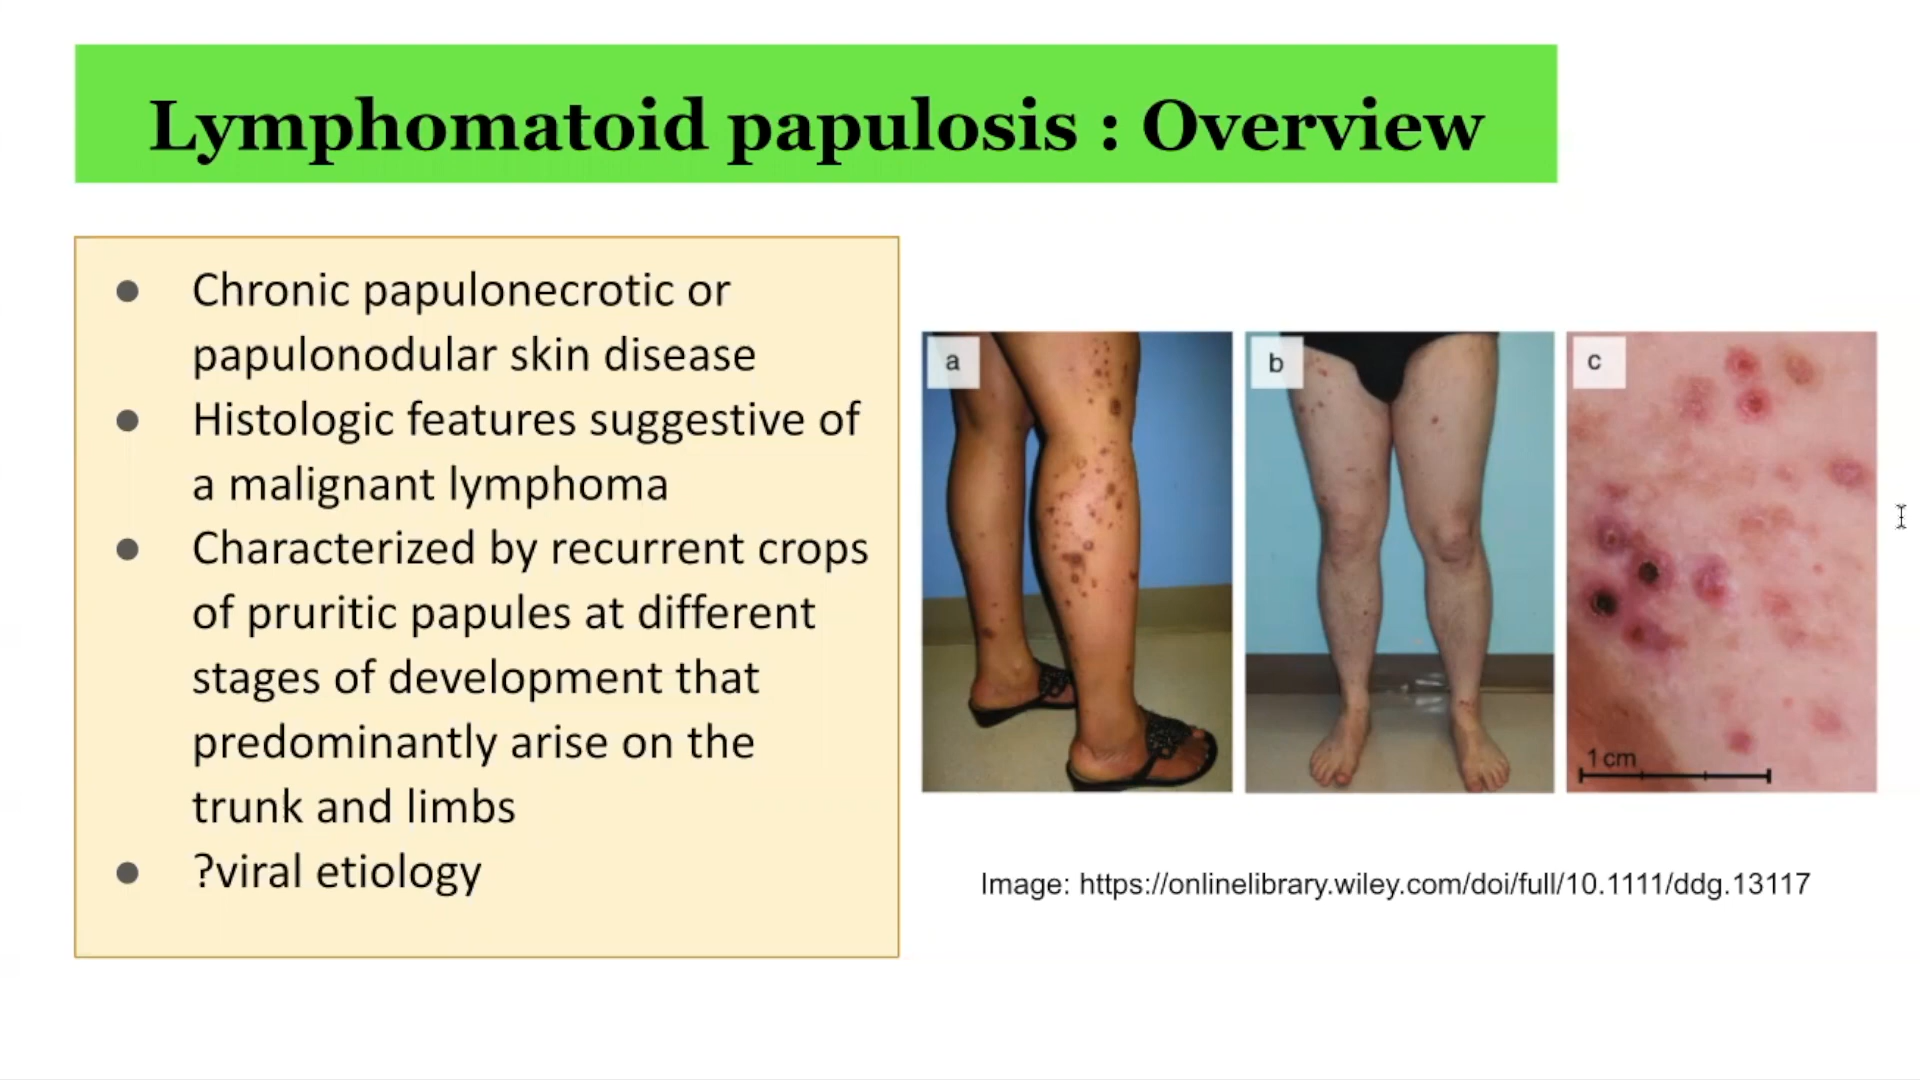 Lymphomatoid papulosis : Overview
● Chronic papulonecrotic or
papulonodular skin disease
● Histologic features suggestive of
a malignant lymphoma
● Characterized by recurrent crops
of pruritic papules at different
stages of development that
predominantly arise on the
trunk and limbs
● ?viral etiology
a
b
c
1 cm
Image: https://onlinelibrary.wiley.com/doi/full/10.1111/ddg.13117